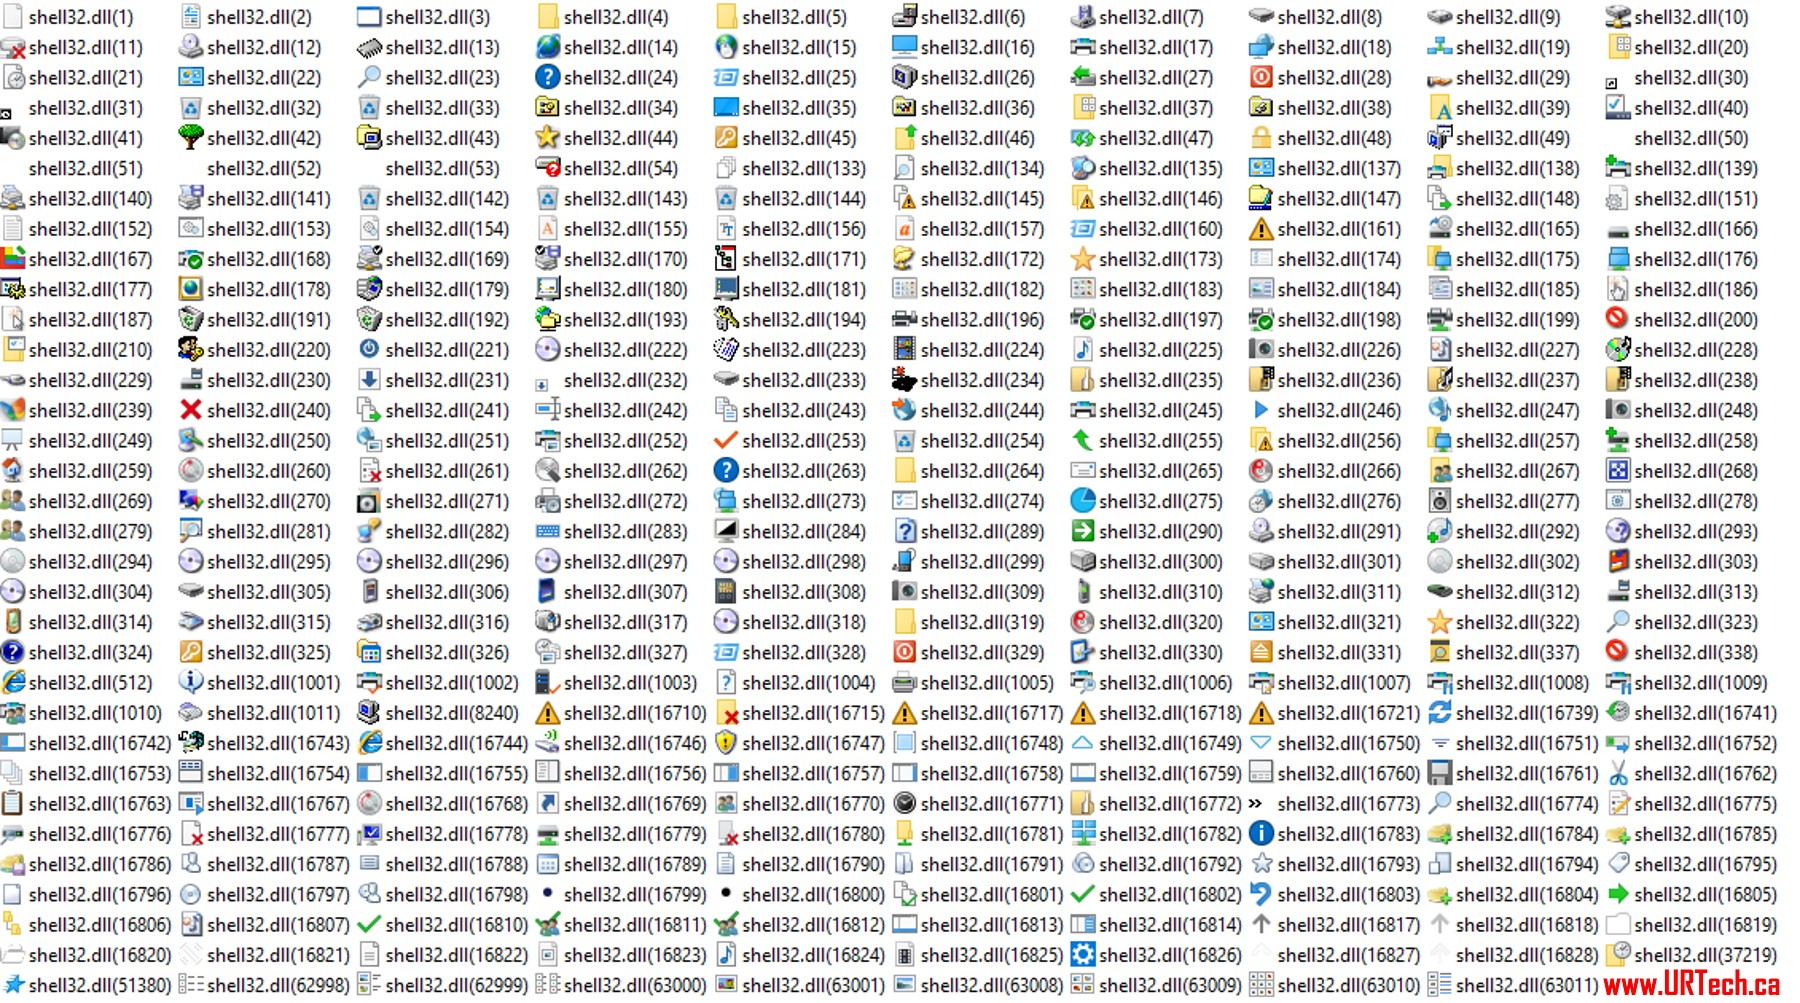 shell32.dll(1) shell32.dll(2) shell32.dll(3) shell32.dll(4) shell32.dll(5) shell32.dll(6) shell32.dll(7) shell32.dll(8) shell32.dll(9) shell32.dll(10)
shell32.dll(11) shell32.dll(12) shell32.dll(13) shell32.dll(14) shell32.dll(15) shell32.dll(16) shell32.dll(17) shell32.dll(18) shell32.dll(19) shell32.dll(20)
shell32.dll(21) shell32.dll(22) shell32.dll(23) shell32.dll(24) shell32.dll(25) shell32.dll(26) shell32.dll(27) shell32.dll(28) shell32.dll(29) shell32.dll(30)
shell32.dll(31) shell32.dll(32) shell32.dll(33) shell32.dll(34) shell32.dll(35) shell32.dll(36) shell32.dll(37) shell32.dll(38) shell32.dll(39) shell32.dll(40)
shell32.dll(41) shell32.dll(42) shell32.dll(43) shell32.dll(44) shell32.dll(45) shell32.dll(46) shell32.dll(47) shell32.dll(48) shell32.dll(49) shell32.dll(50)
shell32.dll(51) shell32.dll(52) shell32.dll(53) shell32.dll(54) shell32.dll(133) shell32.dll(134) shell32.dll(135) shell32.dll(137) shell32.dll(138) shell32.dll(139)
shell32.dll(140) shell32.dll(141) shell32.dll(142) shell32.dll(143) shell32.dll(144) shell32.dll(145) shell32.dll(146) shell32.dll(147) shell32.dll(148) shell32.dll(151)
shell32.dll(152) shell32.dll(153) shell32.dll(154) shell32.dll(155) shell32.dll(156) shell32.dll(157) shell32.dll(160) shell32.dll(161) shell32.dll(165) shell32.dll(166)
shell32.dll(167) shell32.dll(168) shell32.dll(169) shell32.dll(170) shell32.dll(171) shell32.dll(172) shell32.dll(173) shell32.dll(174) shell32.dll(175) shell32.dll(176)
shell32.dll(177) shell32.dll(178) shell32.dll(179) shell32.dll(180) shell32.dll(181) shell32.dll(182) shell32.dll(183) shell32.dll(184) shell32.dll(185) shell32.dll(186)
shell32.dll(187) shell32.dll(191) shell32.dll(192) shell32.dll(193) shell32.dll(194) shell32.dll(196) shell32.dll(197) shell32.dll(198) shell32.dll(199) shell32.dll(200)
shell32.dll(210) shell32.dll(220) shell32.dll(221) shell32.dll(222) shell32.dll(223) shell32.dll(224) shell32.dll(225) shell32.dll(226) shell32.dll(227) shell32.dll(228)
shell32.dll(229) shell32.dll(230) shell32.dll(231) shell32.dll(232) shell32.dll(233) shell32.dll(234) shell32.dll(235) shell32.dll(236) shell32.dll(237) shell32.dll(238)
shell32.dll(239) shell32.dll(240) shell32.dll(241) shell32.dll(242) shell32.dll(243) shell32.dll(244) shell32.dll(245) shell32.dll(246) shell32.dll(247) shell32.dll(248)
shell32.dll(249) shell32.dll(250) shell32.dll(251) shell32.dll(252) shell32.dll(253) shell32.dll(254) shell32.dll(255) shell32.dll(256) shell32.dll(257) shell32.dll(258)
shell32.dll(259) shell32.dll(260) shell32.dll(261) shell32.dll(262) shell32.dll(263) shell32.dll(264) shell32.dll(265) shell32.dll(266) shell32.dll(267) shell32.dll(268)
shell32.dll(269) shell32.dll(270) shell32.dll(271) shell32.dll(272) shell32.dll(273) shell32.dll(274) shell32.dll(275) shell32.dll(276) shell32.dll(277) shell32.dll(278)
shell32.dll(279) shell32.dll(281) shell32.dll(282) shell32.dll(283) shell32.dll(284) shell32.dll(289) shell32.dll(290) shell32.dll(291) shell32.dll(292) shell32.dll(293)
shell32.dll(294) shell32.dll(295) shell32.dll(296) shell32.dll(297) shell32.dll(298) shell32.dll(299) shell32.dll(300) shell32.dll(301) shell32.dll(302) shell32.dll(303)
shell32.dll(304) shell32.dll(305) shell32.dll(306) shell32.dll(307) shell32.dll(308) shell32.dll(309) shell32.dll(310) shell32.dll(311) shell32.dll(312) shell32.dll(313)
shell32.dll(314) shell32.dll(315) shell32.dll(316) shell32.dll(317) shell32.dll(318) shell32.dll(319) shell32.dll(320) shell32.dll(321) shell32.dll(322) shell32.dll(323)
shell32.dll(324) shell32.dll(325) shell32.dll(326) shell32.dll(327) shell32.dll(328) shell32.dll(329) shell32.dll(330) shell32.dll(331) shell32.dll(337) shell32.dll(338)
shell32.dll(512) shell32.dll(1001) shell32.dll(1002) shell32.dll(1003) shell32.dll(1004) shell32.dll(1005) shell32.dll(1006) shell32.dll(1007) shell32.dll(1008) shell32.dll(1009)
shell32.dll(1010) shell32.dll(1011) shell32.dll(8240) shell32.dll(16710) shell32.dll(16715) shell32.dll(16717) shell32.dll(16718) shell32.dll(16721) shell32.dll(16739) shell32.dll(16741)
shell32.dll(16742) shell32.dll(16743) shell32.dll(16744) shell32.dll(16746) shell32.dll(16747) shell32.dll(16748) shell32.dll(16749) shell32.dll(16750) shell32.dll(16751) shell32.dll(16752)
shell32.dll(16753) shell32.dll(16754) shell32.dll(16755) shell32.dll(16756) shell32.dll(16757) shell32.dll(16758) shell32.dll(16759) shell32.dll(16760) shell32.dll(16761) shell32.dll(16762)
shell32.dll(16763) shell32.dll(16767) shell32.dll(16768) shell32.dll(16769) shell32.dll(16770) shell32.dll(16771) shell32.dll(16772) shell32.dll(16773) shell32.dll(16774) shell32.dll(16775)
shell32.dll(16776) shell32.dll(16777) shell32.dll(16778) shell32.dll(16779) shell32.dll(16780) shell32.dll(16781) shell32.dll(16782) shell32.dll(16783) shell32.dll(16784) shell32.dll(16785)
shell32.dll(16786) shell32.dll(16787) shell32.dll(16788) shell32.dll(16789) shell32.dll(16790) shell32.dll(16791) shell32.dll(16792) shell32.dll(16793) shell32.dll(16794) shell32.dll(16795)
shell32.dll(16796) shell32.dll(16797) shell32.dll(16798) shell32.dll(16799) shell32.dll(16800) shell32.dll(16801) shell32.dll(16802) shell32.dll(16803) shell32.dll(16804) shell32.dll(16805)
shell32.dll(16806) shell32.dll(16807) shell32.dll(16810) shell32.dll(16811) shell32.dll(16812) shell32.dll(16813) shell32.dll(16814) shell32.dll(16817) shell32.dll(16818) shell32.dll(16819)
shell32.dll(16820) shell32.dll(16821) shell32.dll(16822) shell32.dll(16823) shell32.dll(16824) shell32.dll(16825) shell32.dll(16826) shell32.dll(16827) shell32.dll(16828) shell32.dll(37219)
shell32.dll(51380) shell32.dll(62998) shell32.dll(62999) shell32.dll(63000) shell32.dll(63001) shell32.dll(63008) shell32.dll(63009) shell32.dll(63010) shell32.dll(63011) www.URTech.ca